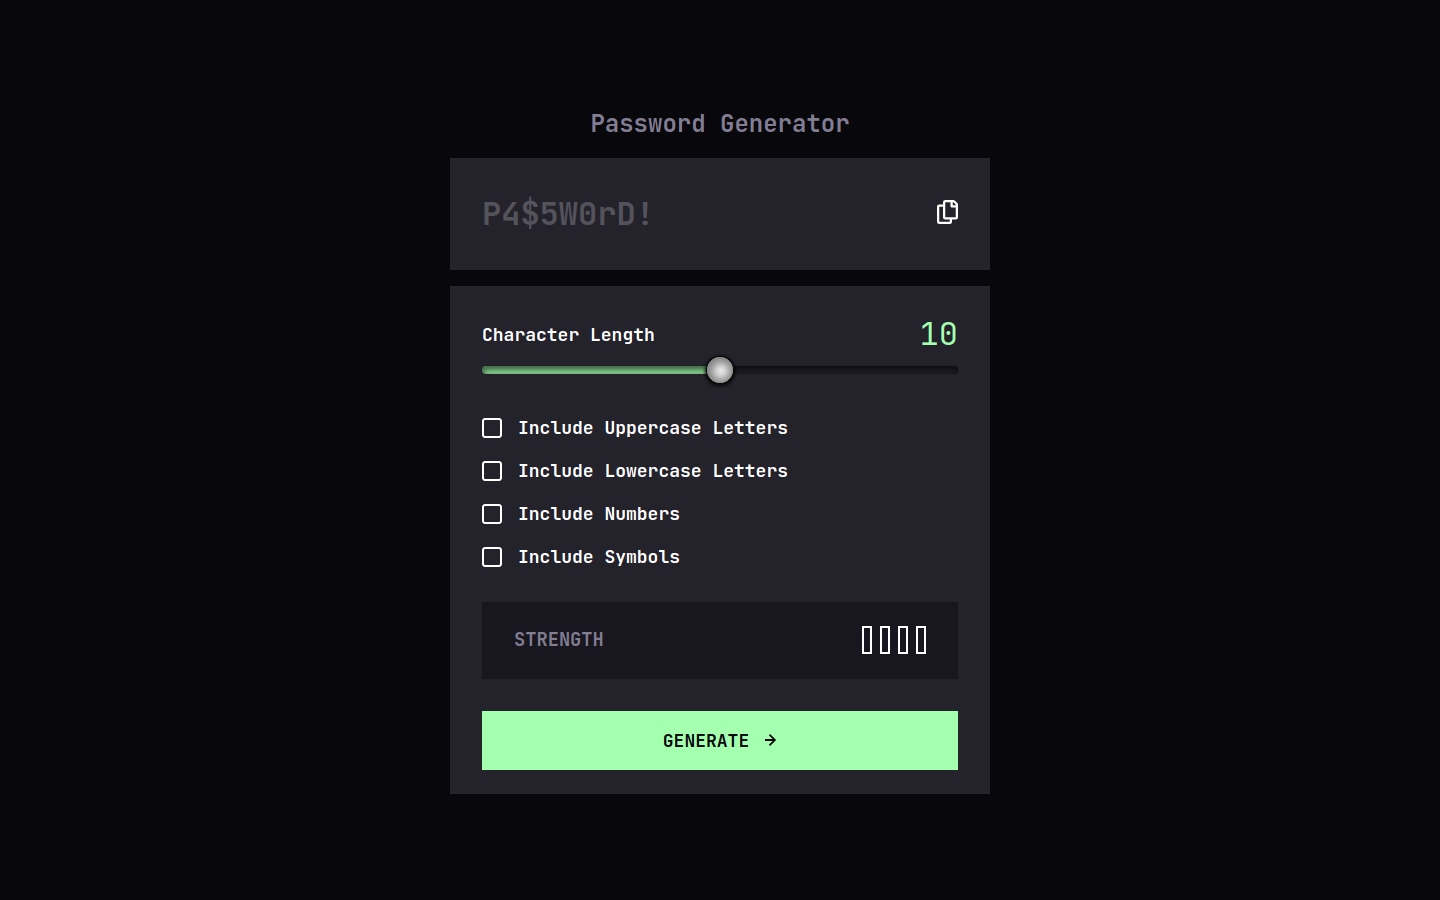 Password Generator
P4$5W0rD!
Character Length 10
Include Uppercase Letters
Include Lowercase Letters
Include Numbers
Include Symbols
STRENGTH
GENERATE →